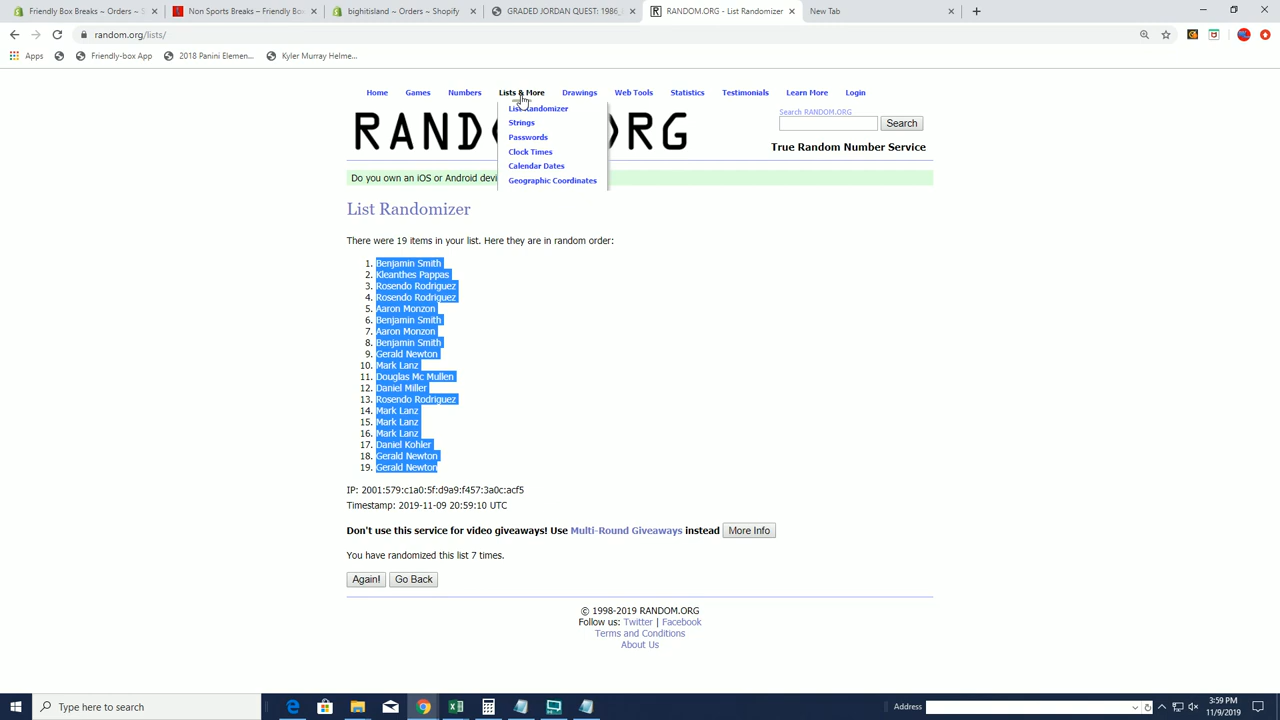 Friendly Box Breaks ~ Orders ~ S
Non Sports Breaks ?
bighitisland ~ Orders ~ Shopify
GRADED JORDAN QUEST: 1986,
RANDOM.ORG - List Randomizer
New Tab
random.org/lists/
Apps
Friendly-box App
2018 Panini Elemen...
Kyler Murray Helme...
Home
Games
Numbers
Lists & More
Drawings
Web Tools
Statistics
Testimonials
Learn More
Login
List Randomizer
Strings
Passwords
Clock Times
Calendar Dates
Geographic Coordinates
Search RANDOM.ORG
Search
True Random Number Service
Do you own an iOS or Android devi
List Randomizer
There were 19 items in your list. Here they are in random order:
1. Benjamin Smith
2. Kleanthes Pappas
3. Rosendo Rodriguez
4. Rosendo Rodriguez
5. Aaron Monzon
6. Benjamin Smith
7. Aaron Monzon
8. Benjamin Smith
9. Gerald Newton
10. Mark Lanz
11. Douglas Mc Mullen
12. Daniel Miller
13. Rosendo Rodriguez
14. Mark Lanz
15. Mark Lanz
16. Mark Lanz
17. Daniel Kohler
18. Gerald Newton
19. Gerald Newton
IP: 2001:579:c1a0:5f:d9a9:f457:3a0c:acf5
Timestamp: 2019-11-09 20:59:10 UTC
Don't use this service for video giveaways! Use Multi-Round Giveaways instead More Info
You have randomized this list 7 times.
Again! Go Back
© 1998-2019 RANDOM.ORG
Follow us: Twitter | Facebook
Terms and Conditions
About Us
Type here to search
Address
3:59 PM
11/9/2019